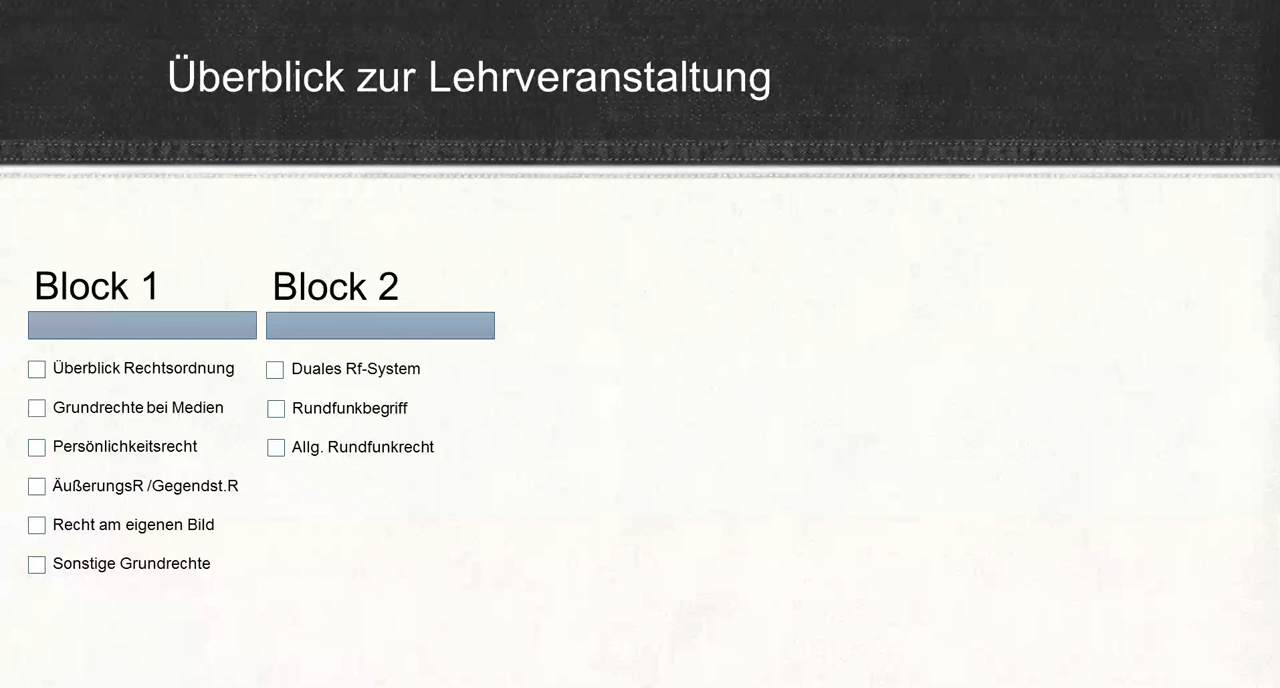 Überblick zur Lehrveranstaltung
Block 1
Überblick Rechtsordnung
Grundrechte bei Medien
Persönlichkeitsrecht
ÄußerungsR /Gegendst.R
Recht am eigenen Bild
Sonstige Grundrechte
Block 2
Duales Rf-System
Rundfunkbegriff
Allg. Rundfunkrecht